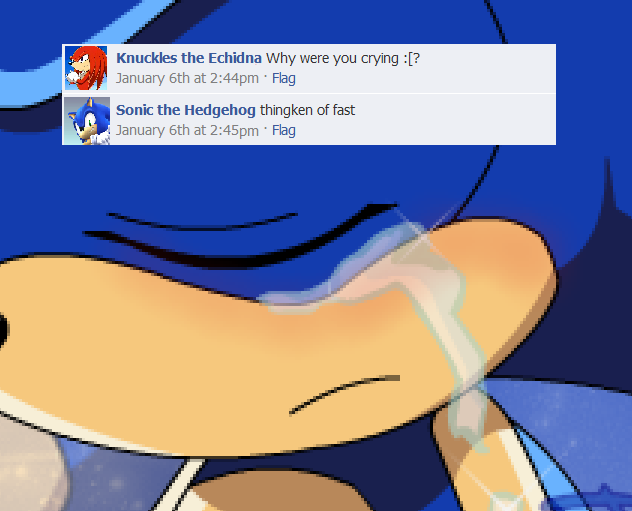 Knuckles the Echidna Why were you crying :[?
January 6th at 2:44pm · Flag
Sonic the Hedgehog thingken of fast
January 6th at 2:45pm · Flag